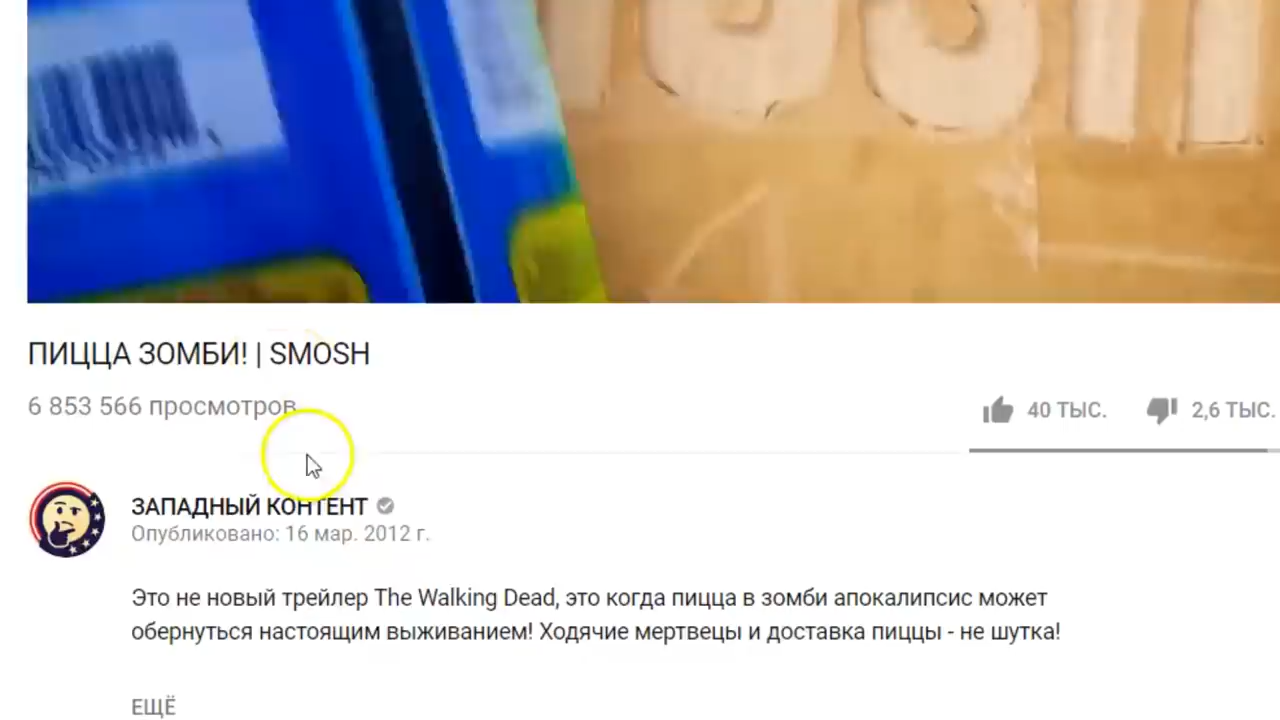 ПИЦЦА ЗОМБИ! | SMOSH
6 853 566 просмотров
40 ТЫС. 2,6 ТЫС.
ЗАПАДНЫЙ КОНТЕНТ
Опубликовано: 16 мар. 2012 г.
Это не новый трейлер The Walking Dead, это когда пицца в зомби апокалипсис может
обернуться настоящим выживанием! Ходячие мертвецы и доставка пиццы - не шутка!
ЕЩЁ